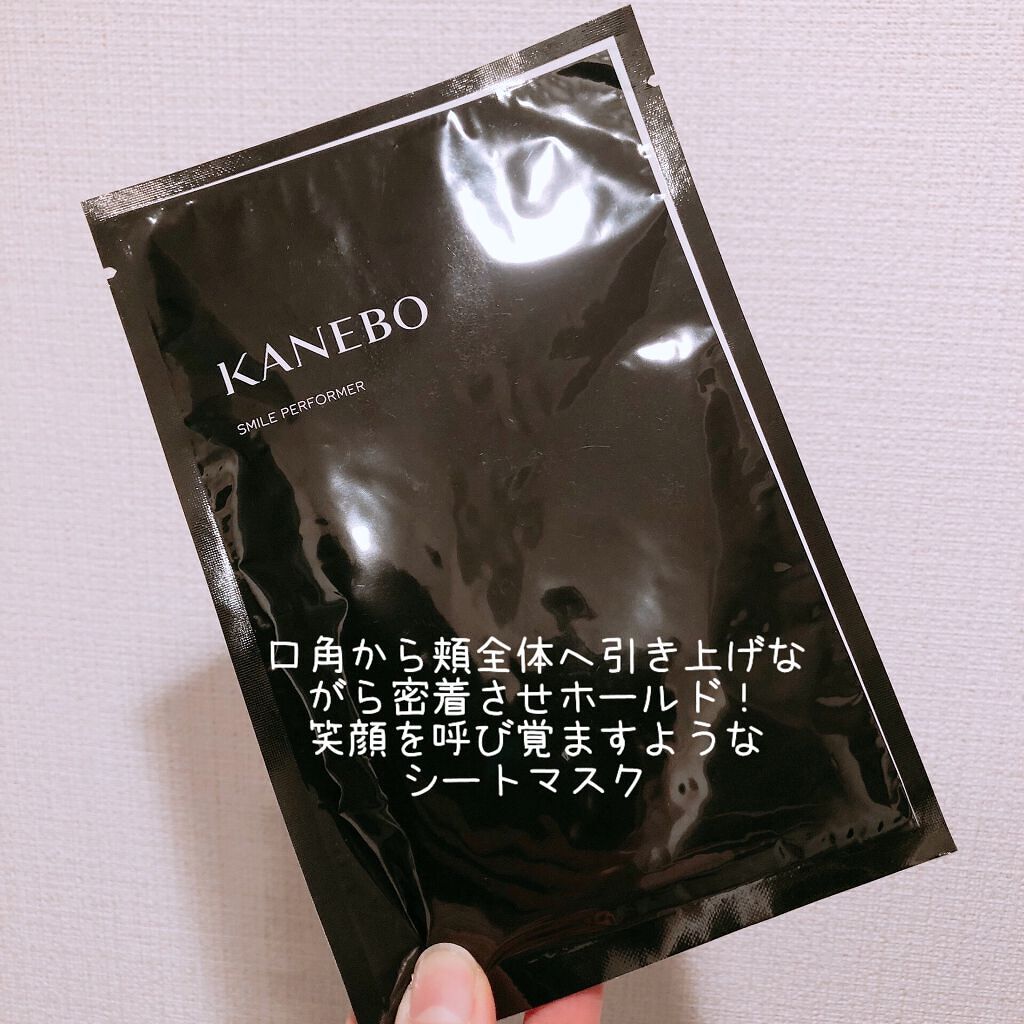 KANEBO
SMILE PERFORMER
口角から頬全体へ引き上げな
がら密着させホールド！
笑顔を呼び覚ますような
シートマスク